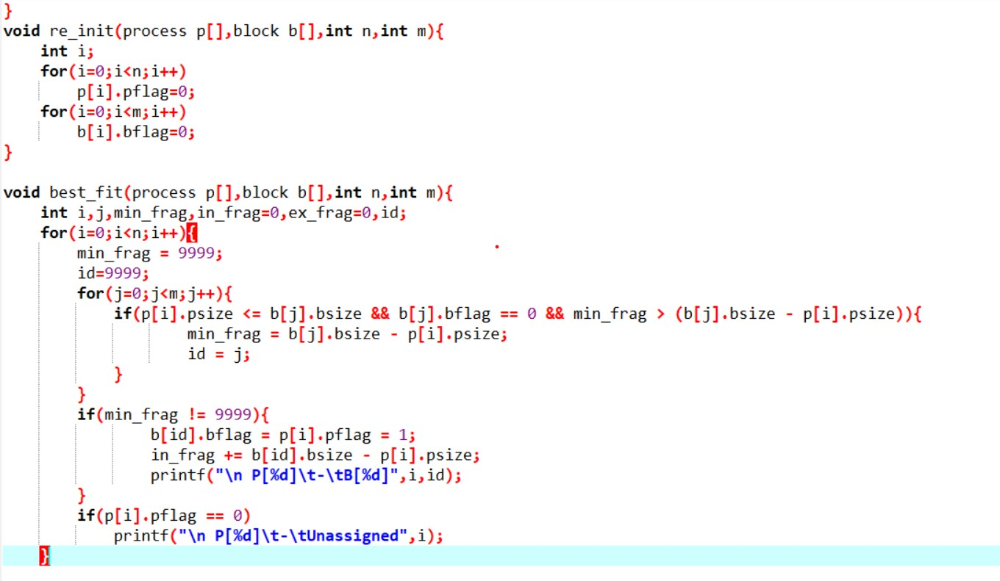 }
void re_init(process p[],block b[],int n,int m){
    int i;
    for(i=0;i<n;i++)
        p[i].pflag=0;
    for(i=0;i<m;i++)
        b[i].bflag=0;
}

void best_fit(process p[],block b[],int n,int m){
    int i,j,min_frag,in_frag=0,ex_frag=0,id;
    for(i=0;i<n;i++){
        min_frag = 9999;
        id=9999;
        for(j=0;j<m;j++){
            if(p[i].psize <= b[j].bsize && b[j].bflag == 0 && min_frag > (b[j].bsize - p[i].psize)){
                    min_frag = b[j].bsize - p[i].psize;
                    id = j;
            }
        }
        if(min_frag != 9999){
                b[id].bflag = p[i].pflag = 1;
                in_frag += b[id].bsize - p[i].psize;
                printf("\n P[%d]\t-\tB[%d]",i,id);
        }
        if(p[i].pflag == 0)
            printf("\n P[%d]\t-\tUnassigned",i);
    }